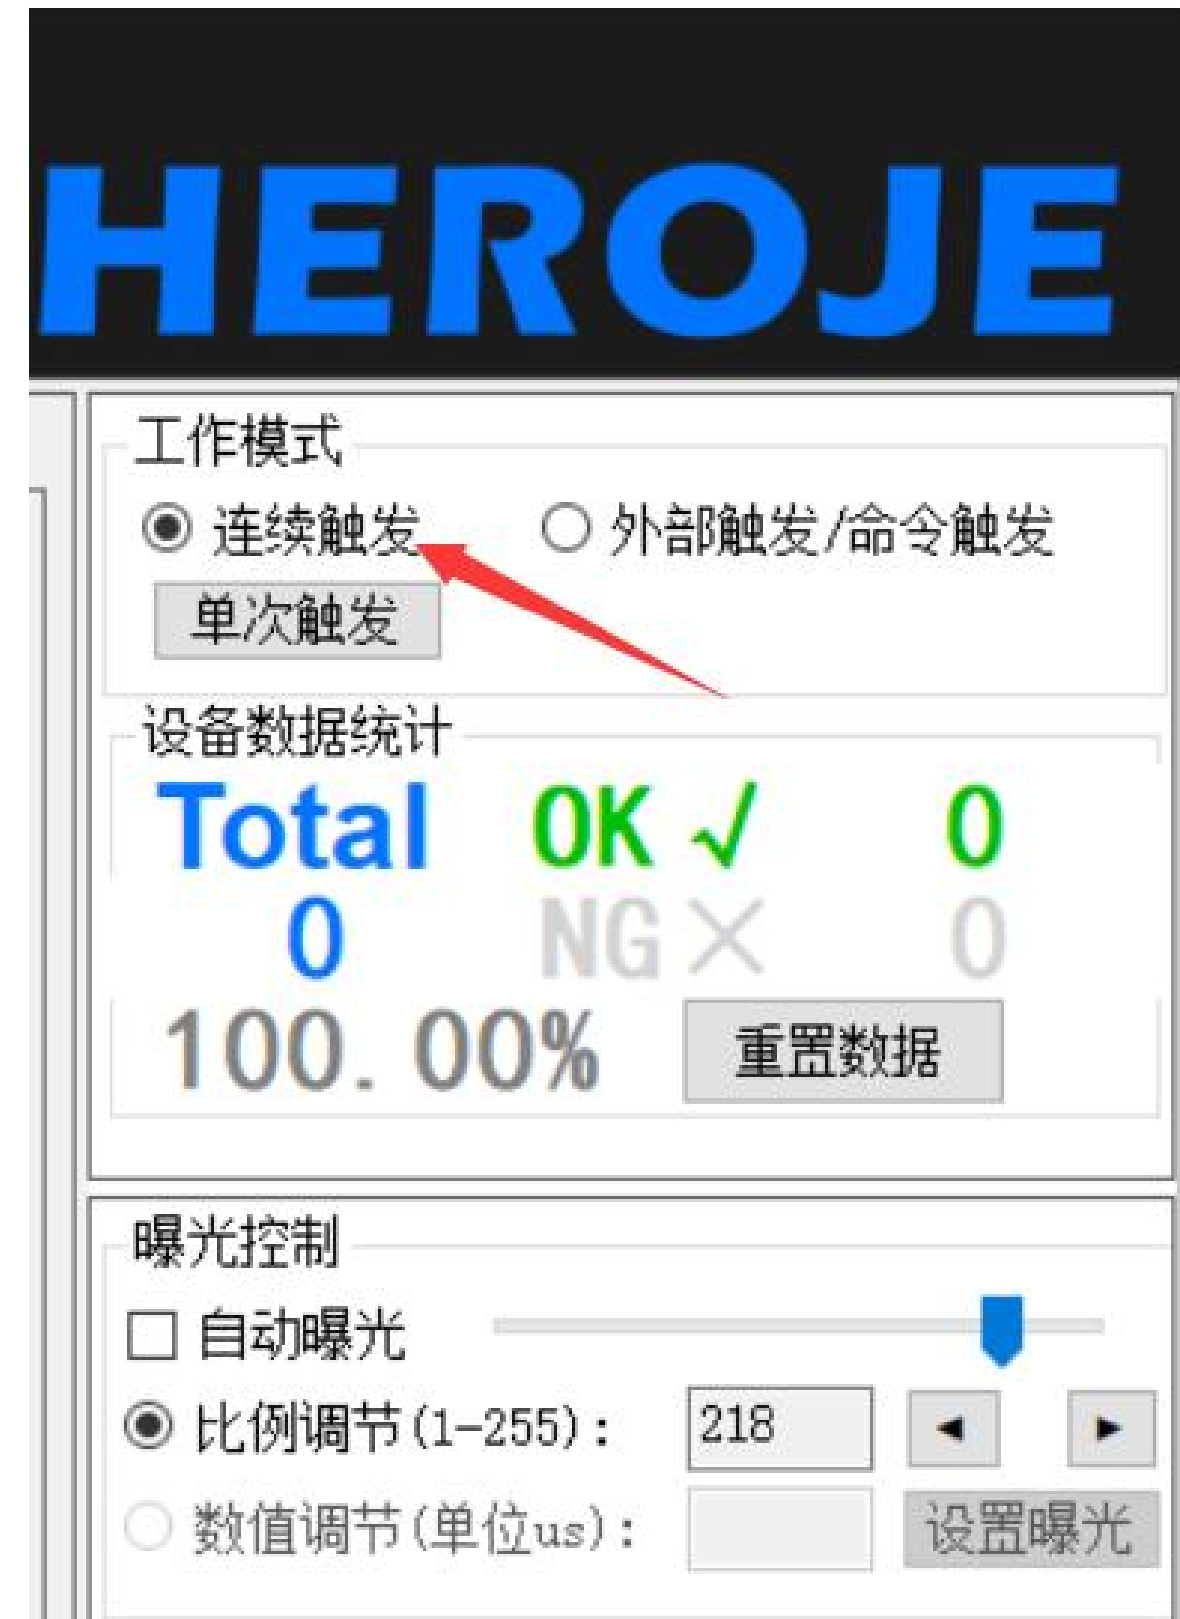 HEROJE
工作模式
连续触发 外部触发/命令触发
单次触发
设备数据统计
Total OK √ 0
0 NG × 0
100.00% 重置数据
曝光控制
自动曝光
比例调节(1-255): 218
数值调节(单位us): 设置曝光